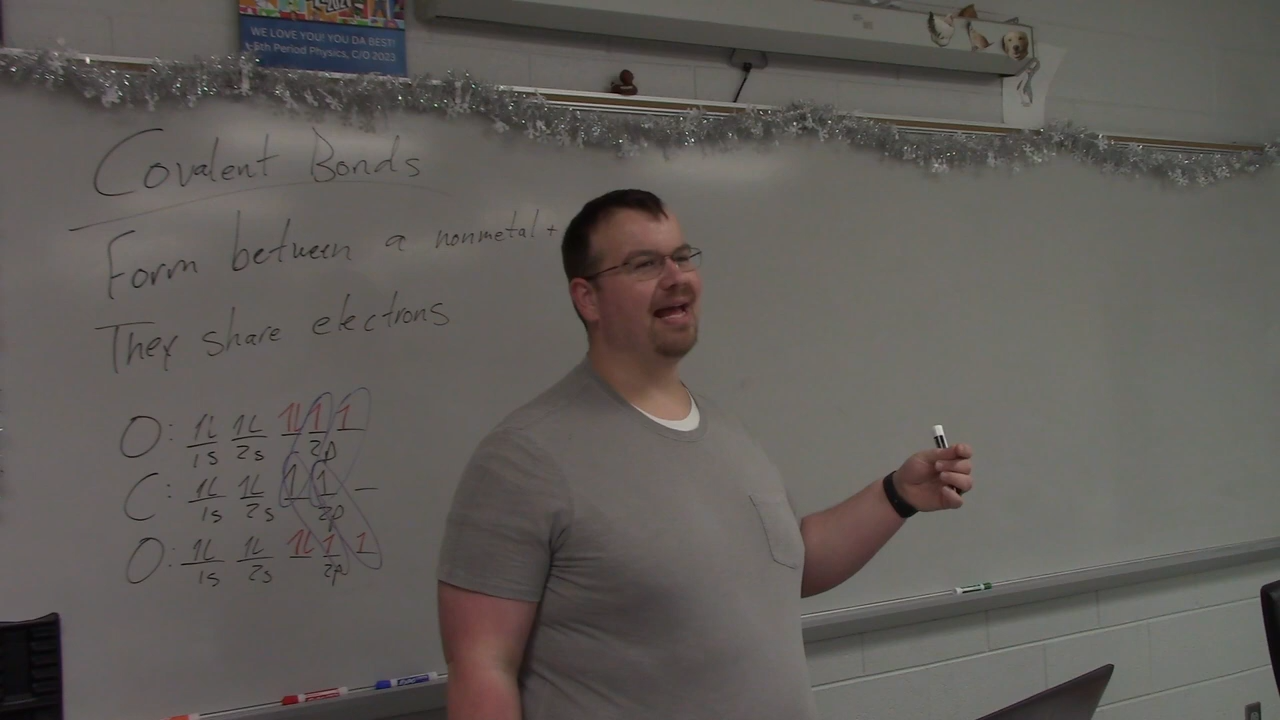 WE LOVE YOU! YOU DA BEST!
5th Period Physics, C/O 2023
Covalent Bonds
Form between a nonmetal +
They share electrons
O: 1L 1L 1L 1 1
1s 2s 2p
C: 1L 1L 1 1 _
1s 2s 2p
O: 1L 1L 1L 1 1
1s 2s 2p